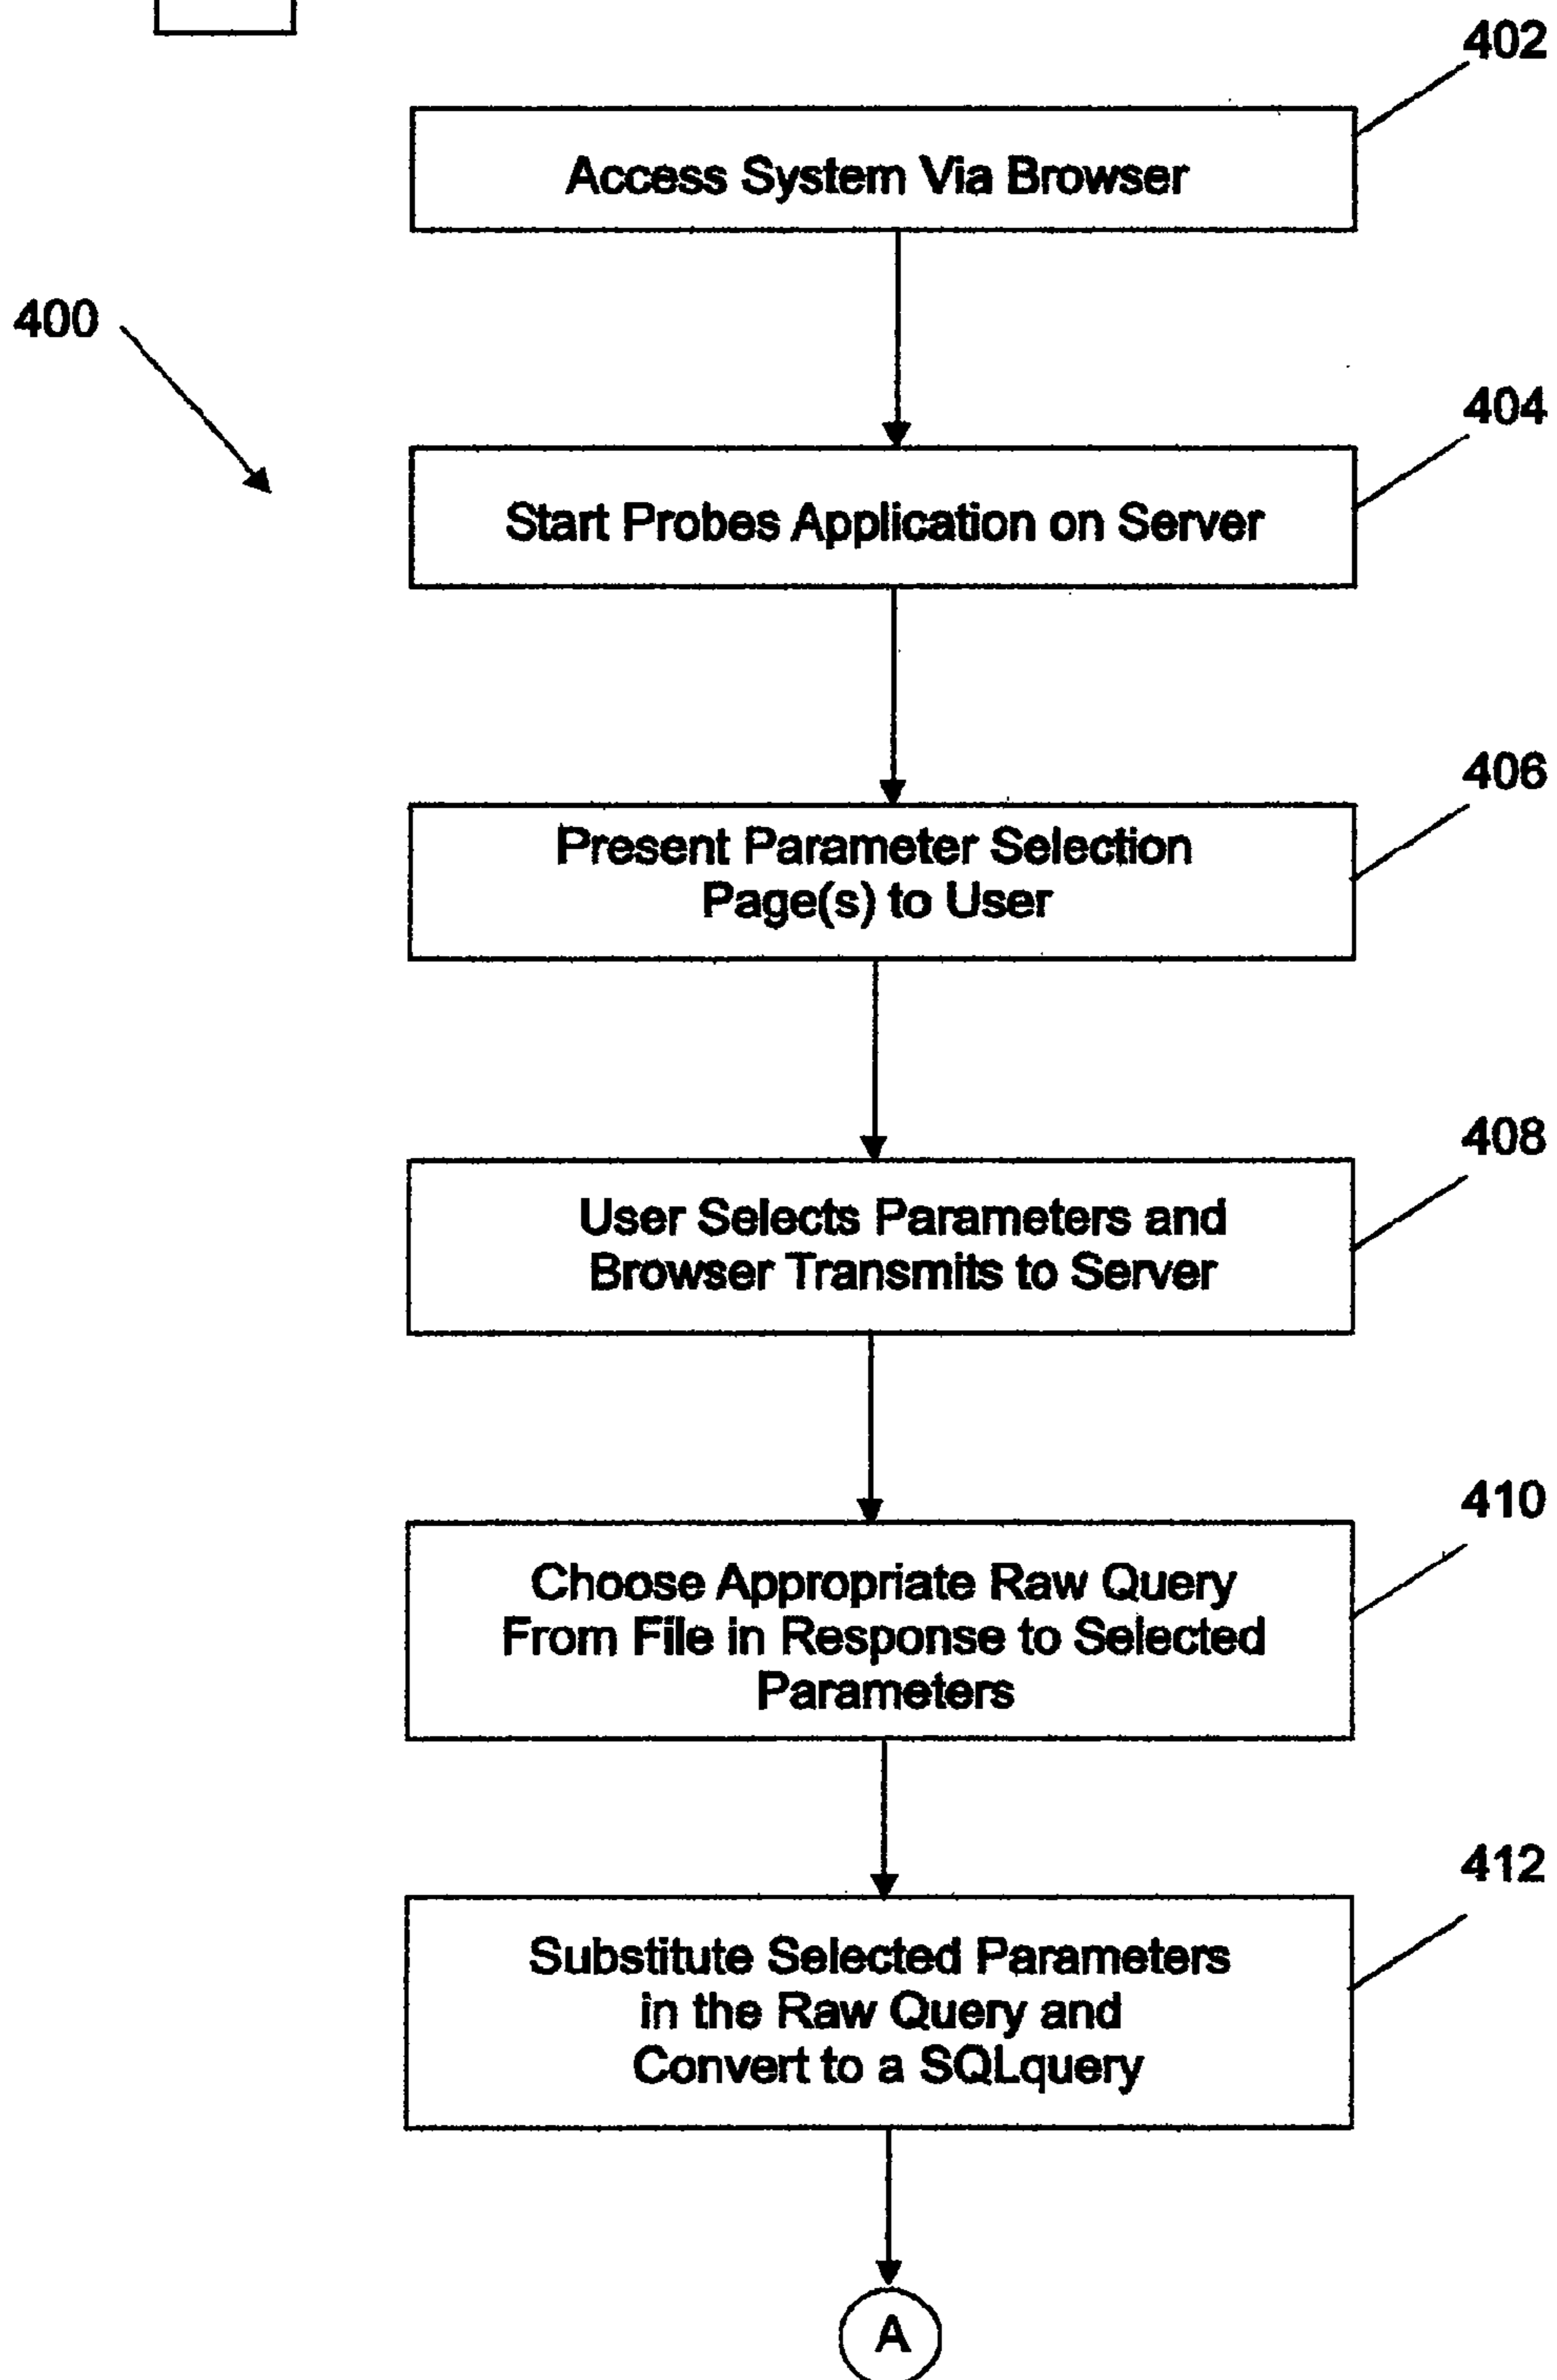 402
Access System Via Browser
400
404
Start Probes Application on Server
406
Present Parameter Selection
Page(s) to User
408
User Selects Parameters and
Browser Transmits to Server
410
Choose Appropriate Raw Query
From File in Response to Selected
Parameters
412
Substitute Selected Parameters
in the Raw Query and
Convert to a SQLquery
A